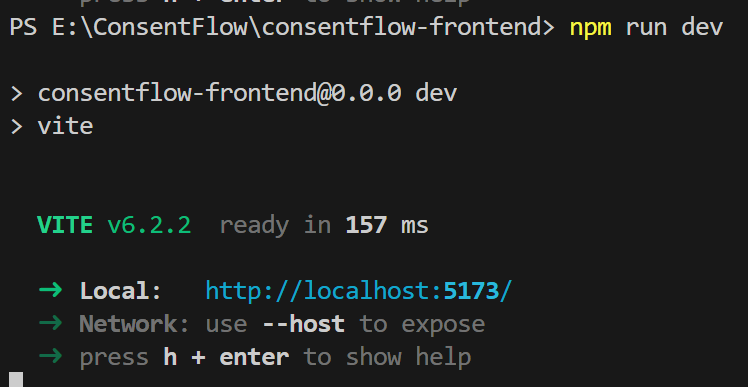 press h + enter to show help
PS E:\ConsentFlow\consentflow-frontend> npm run dev
> consentflow-frontend@0.0.0 dev
> vite
VITE v6.2.2 ready in 157 ms
➜ Local: http://localhost:5173/
➜ Network: use --host to expose
➜ press h + enter to show help